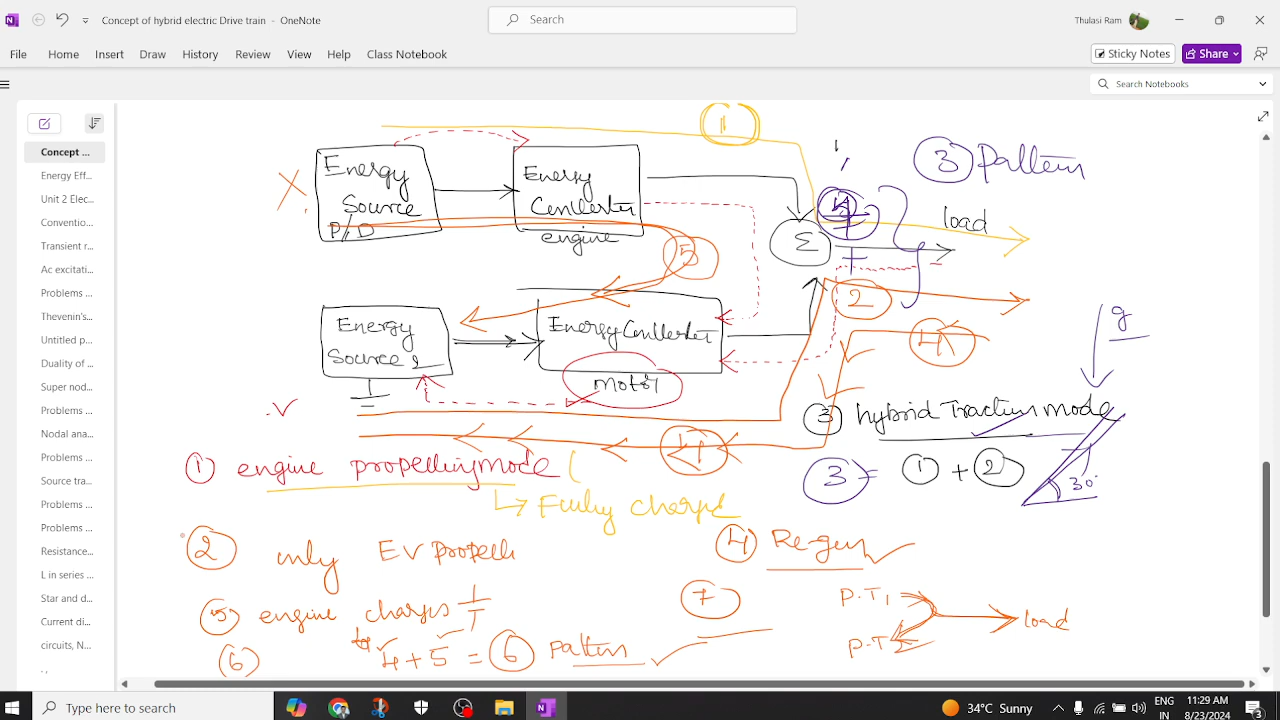 Concept of hybrid electric Drive train - OneNote
Search
Thulasi Ram
File Home Insert Draw History Review View Help Class Notebook
Sticky Notes Share
Search Notebooks
Concept ...
Energy Eff...
Unit 2 Elec...
Conventio...
Transient r...
Ac excitati...
Problems ...
Thevenin's...
Untitled p...
Duality of ...
Super nod...
Problems ...
Nodal ana...
Problems ...
Source tra...
Problems ...
Problems ...
Resistance...
L in series ...
Star and d...
Current di...
circuits, N...
1
3 Pattern
Energy
Source
P/D
Energy
Converter
engine
Σ
4
+
load
-
5
Energy
Source 2
Energy Converter
motor
2
4
g
X
4
3 hybrid Traction mode
3 = 1 + 2
30°
1 engine propelling mode (
↳ Fully charged
2 only EV propelli
4 Re-gen
5 engine charges
7
P.T1
load
6
4 + 5 = 6 Pattern
P.T2
Type here to search
34°C Sunny
ENG
IN
11:29 AM
8/23/2024
3